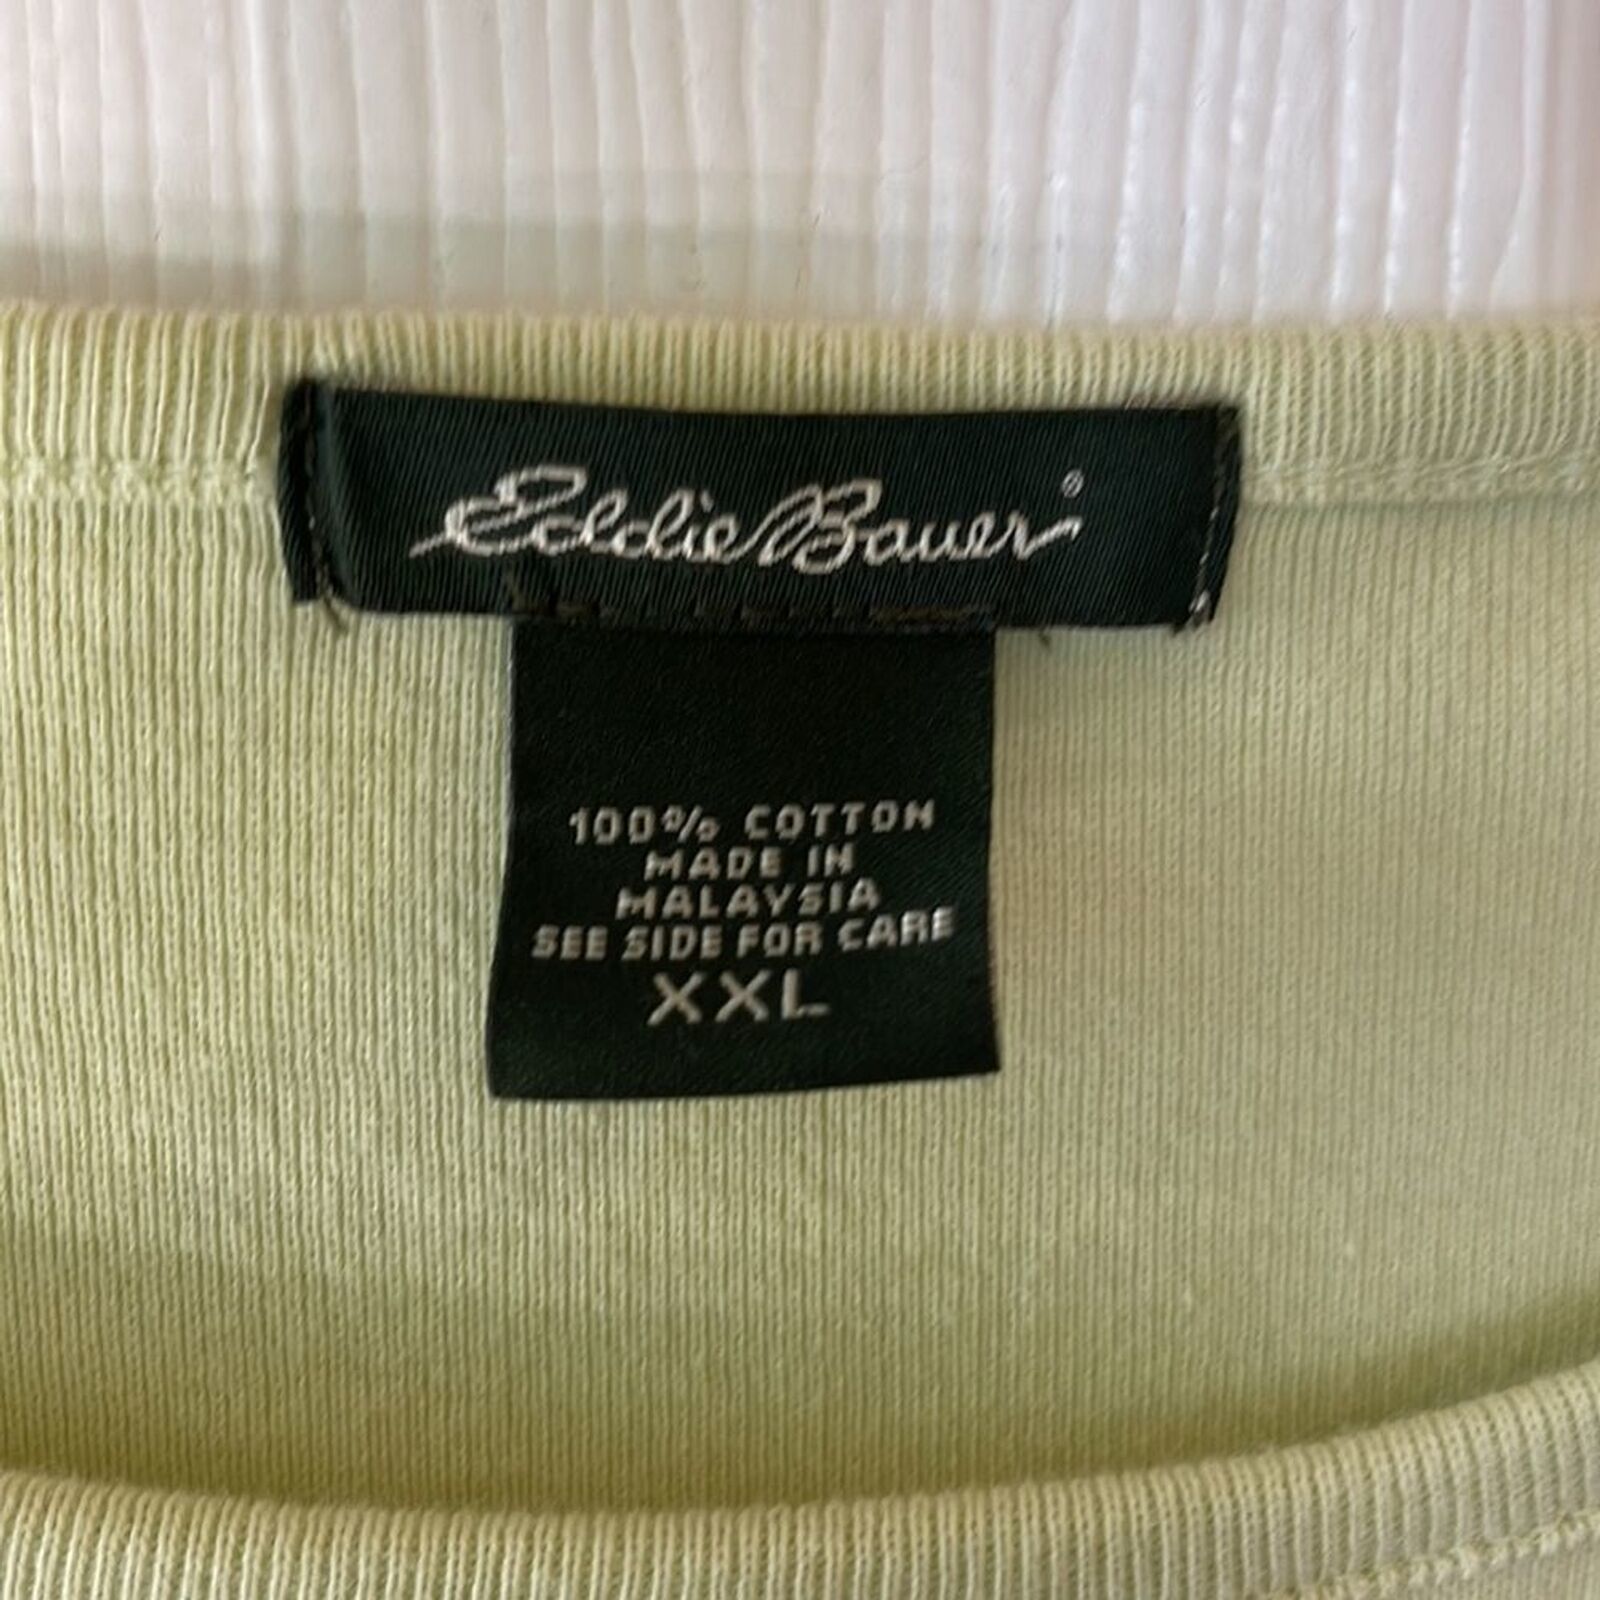 Eddie Bauer®
100% COTTON
MADE IN
MALAYSIA
SEE SIDE FOR CARE
XXL